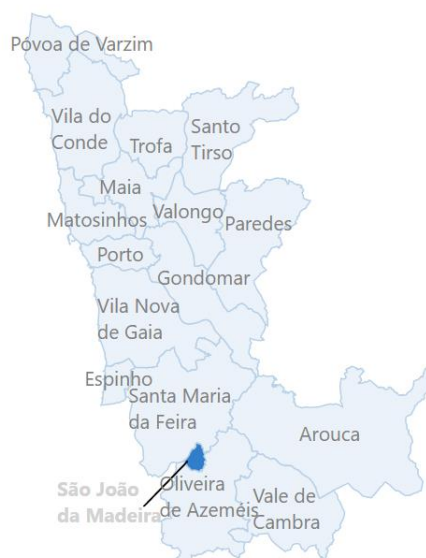 Póvoa de Varzim
Vila do
Conde
Trofa
Santo
Tirso
Maia
Matosinhos
Valongo
Paredes
Porto
Gondomar
Vila Nova
de Gaia
Espinho
Santa Maria
da Feira
Arouca
São João
da Madeira
Oliveira
de Azeméis
Vale de
Cambra